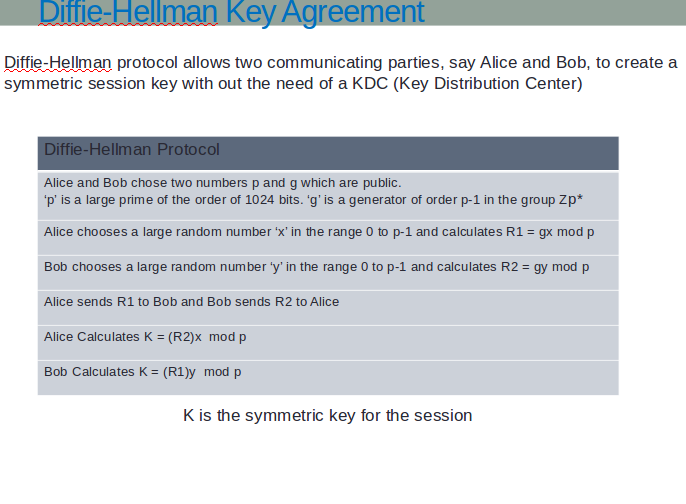 Diffie-Hellman Key Agreement
Diffie-Hellman protocol allows two communicating parties, say Alice and Bob, to create a
symmetric session key with out the need of a KDC (Key Distribution Center)
Diffie-Hellman Protocol
Alice and Bob chose two numbers p and g which are public.
‘p’ is a large prime of the order of 1024 bits. ‘g’ is a generator of order p-1 in the group Zp*
Alice chooses a large random number ‘x’ in the range 0 to p-1 and calculates R1 = gx mod p
Bob chooses a large random number ‘y’ in the range 0 to p-1 and calculates R2 = gy mod p
Alice sends R1 to Bob and Bob sends R2 to Alice
Alice Calculates K = (R2)x mod p
Bob Calculates K = (R1)y mod p
K is the symmetric key for the session